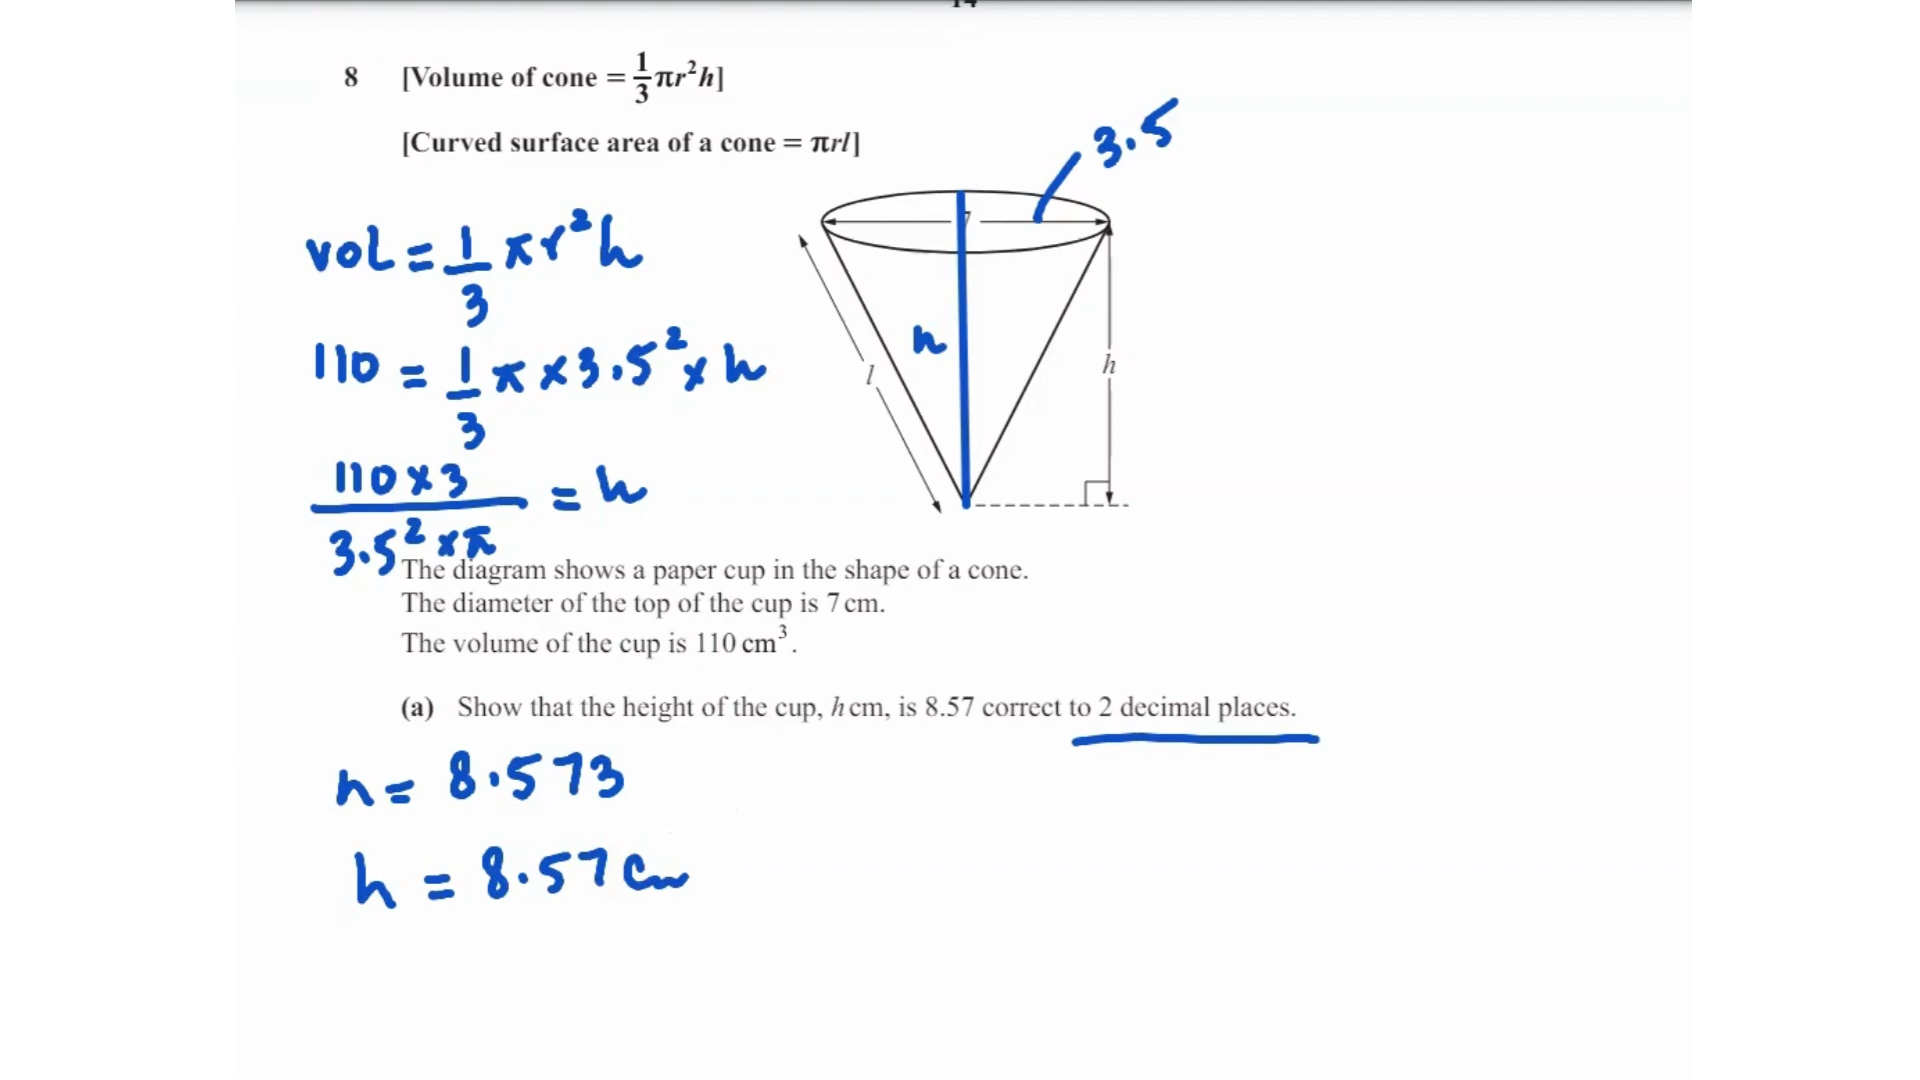 8 [Volume of cone = 1/3 πr²h]
[Curved surface area of a cone = πrl]
3.5
7
vol = 1/3 πr²h
110 = 1/3 π × 3.5² × h
h
h
l
110 × 3 / 3.5² × π = h
The diagram shows a paper cup in the shape of a cone.
The diameter of the top of the cup is 7 cm.
The volume of the cup is 110 cm³.
(a) Show that the height of the cup, h cm, is 8.57 correct to 2 decimal places.
h = 8.573
h = 8.57 cm